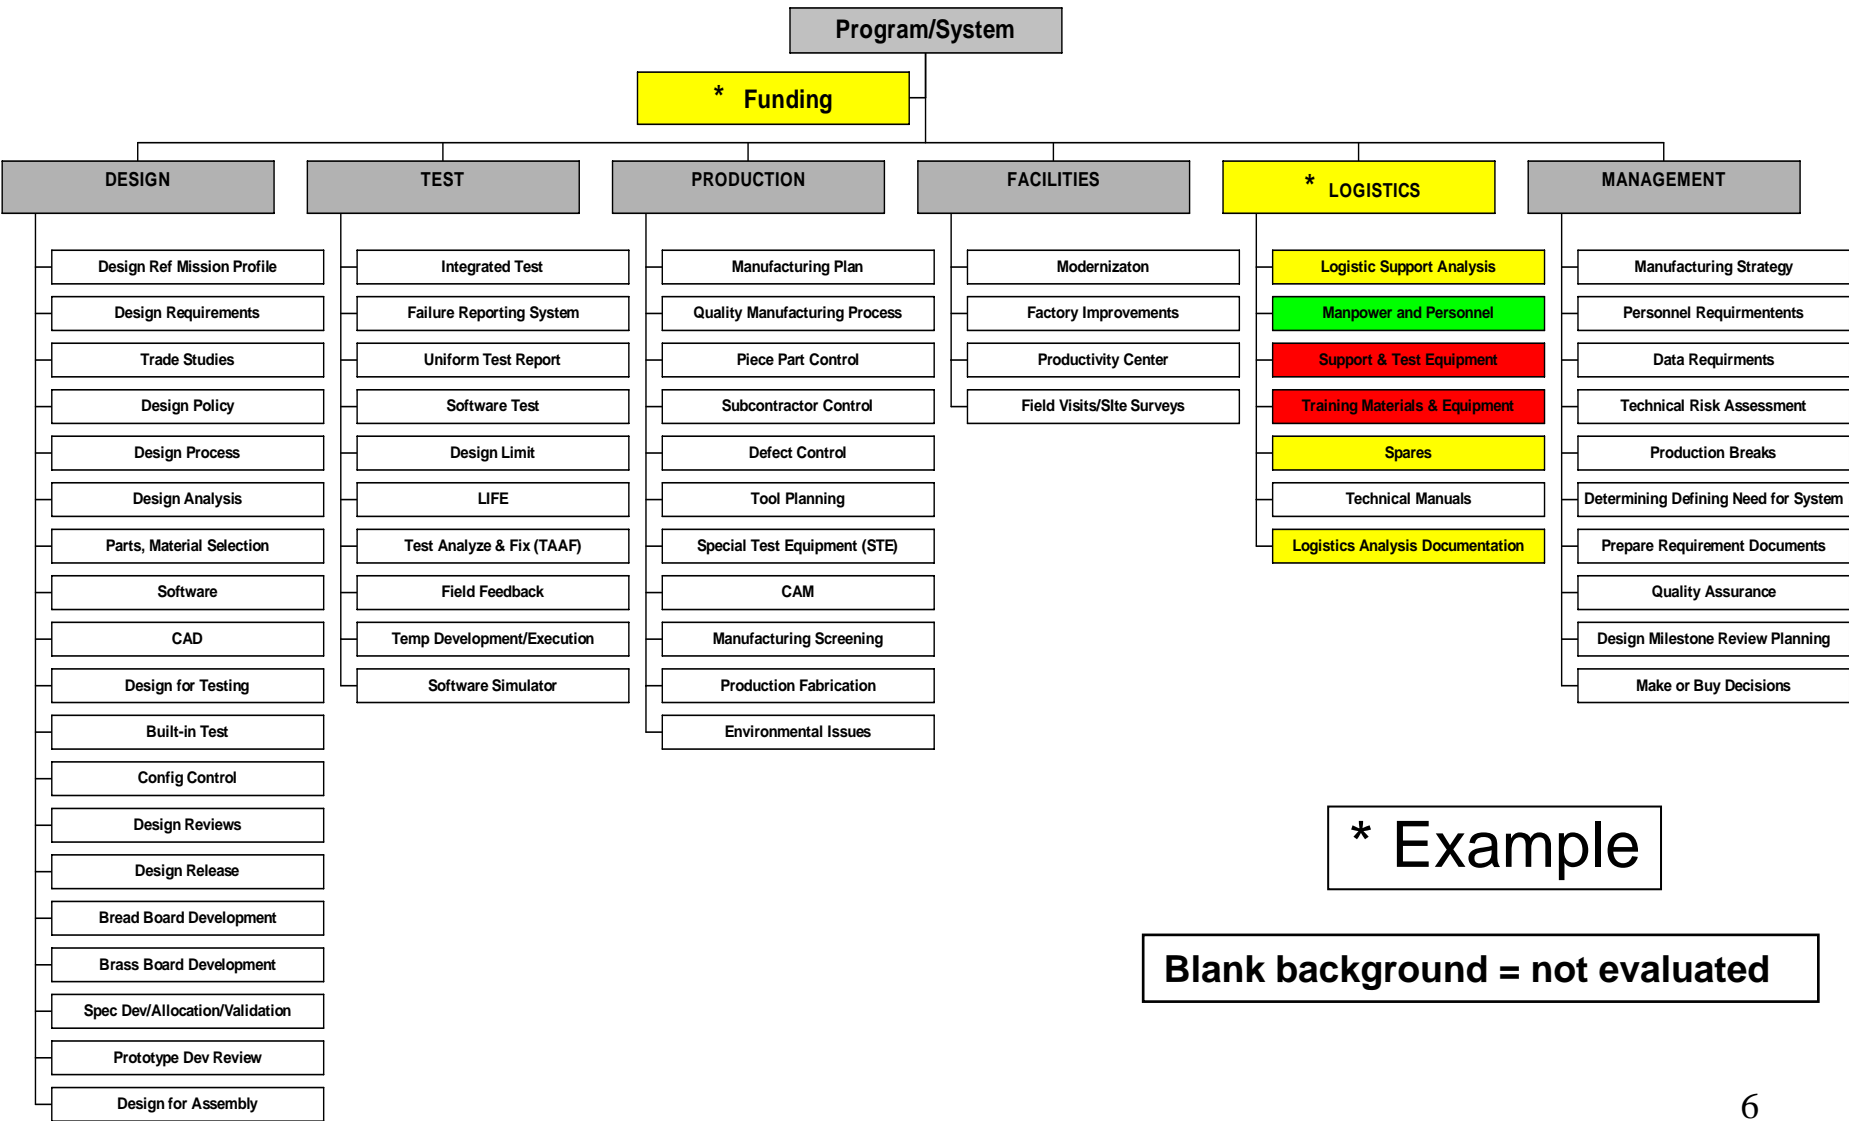 Program/System
* Funding
DESIGN
Design Ref Mission Profile
Design Requirements
Trade Studies
Design Policy
Design Process
Design Analysis
Parts, Material Selection
Software
CAD
Design for Testing
Built-in Test
Config Control
Design Reviews
Design Release
Bread Board Development
Brass Board Development
Spec Dev/Allocation/Validation
Prototype Dev Review
Design for Assembly
TEST
Integrated Test
Failure Reporting System
Uniform Test Report
Software Test
Design Limit
LIFE
Test Analyze & Fix (TAAF)
Field Feedback
Temp Development/Execution
Software Simulator
PRODUCTION
Manufacturing Plan
Quality Manufacturing Process
Piece Part Control
Subcontractor Control
Defect Control
Tool Planning
Special Test Equipment (STE)
CAM
Manufacturing Screening
Production Fabrication
Environmental Issues
FACILITIES
Modernizaton
Factory Improvements
Productivity Center
Field Visits/SIte Surveys
* LOGISTICS
Logistic Support Analysis
Manpower and Personnel
Support & Test Equipment
Training Materials & Equipment
Spares
Technical Manuals
Logistics Analysis Documentation
MANAGEMENT
Manufacturing Strategy
Personnel Requirmentents
Data Requirments
Technical Risk Assessment
Production Breaks
Determining Defining Need for System
Prepare Requirement Documents
Quality Assurance
Design Milestone Review Planning
Make or Buy Decisions
* Example
Blank background = not evaluated
6